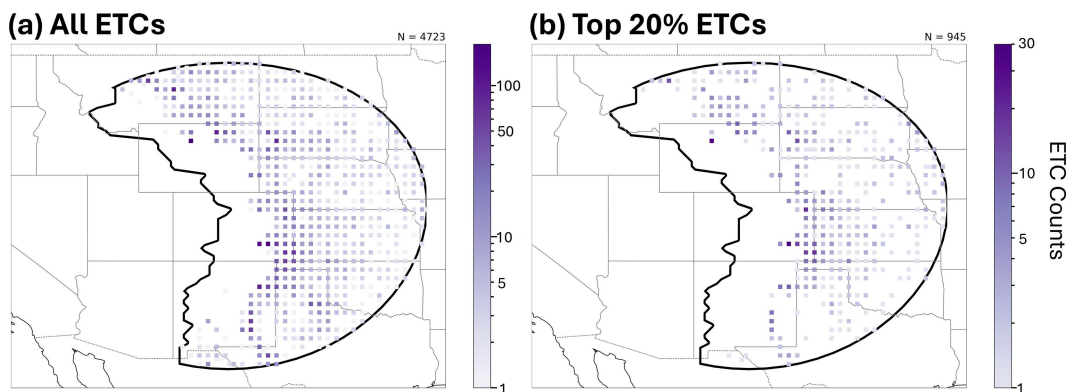 (a) All ETCs
N = 4723
100
50
10
5
1
(b) Top 20% ETCs
N = 945
30
10
5
1
ETC Counts